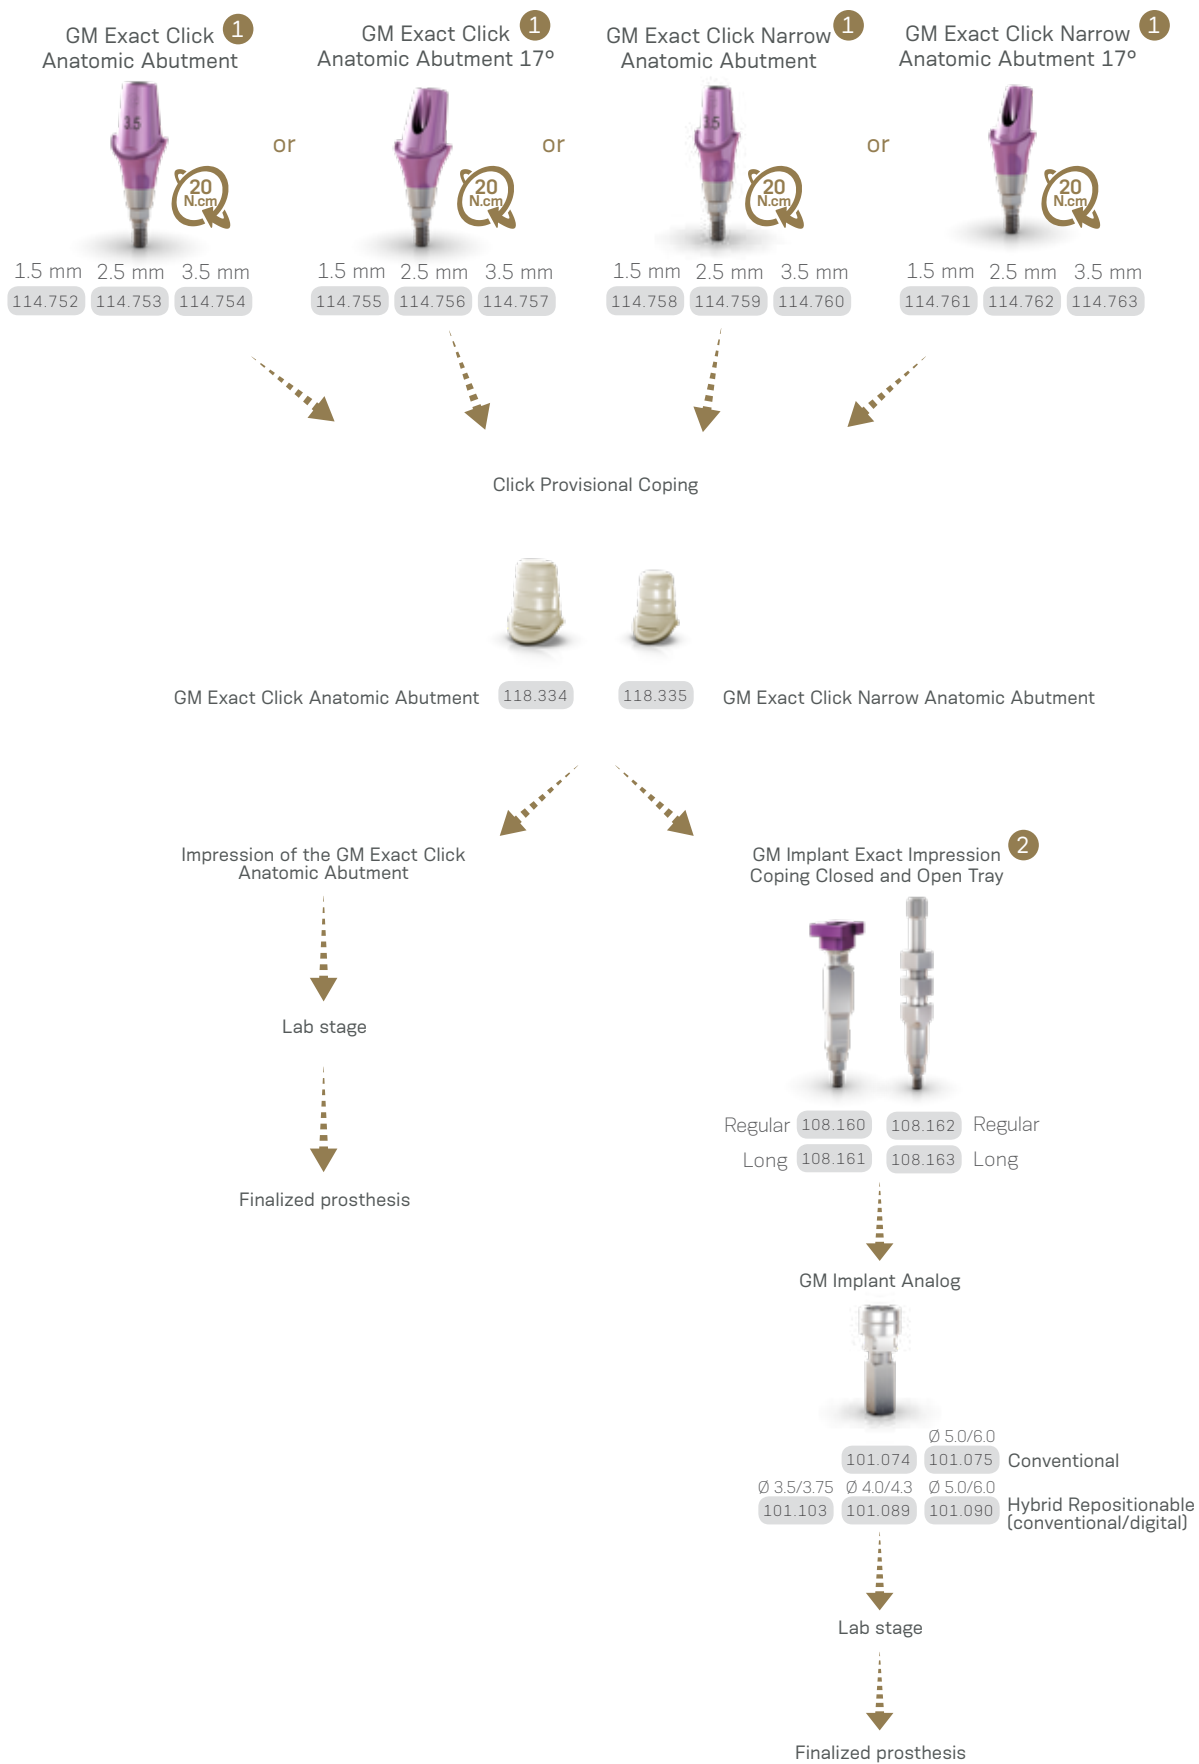 GM Exact Click 1
Anatomic Abutment
GM Exact Click 1
Anatomic Abutment 17º
GM Exact Click Narrow 1
Anatomic Abutment
GM Exact Click Narrow 1
Anatomic Abutment 17º
3.5
3.5
or
or
or
20
N.cm
20
N.cm
20
N.cm
20
N.cm
1.5 mm 2.5 mm 3.5 mm
114.752 114.753 114.754
1.5 mm 2.5 mm 3.5 mm
114.755 114.756 114.757
1.5 mm 2.5 mm 3.5 mm
114.758 114.759 114.760
1.5 mm 2.5 mm 3.5 mm
114.761 114.762 114.763
Click Provisional Coping
GM Exact Click Anatomic Abutment 118.334 118.335 GM Exact Click Narrow Anatomic Abutment
Impression of the GM Exact Click
Anatomic Abutment
Lab stage
Finalized prosthesis
GM Implant Exact Impression 2
Coping Closed and Open Tray
Regular 108.160 108.162 Regular
Long 108.161 108.163 Long
GM Implant Analog
Ø 5.0/6.0
101.074 101.075 Conventional
Ø 3.5/3.75 Ø 4.0/4.3 Ø 5.0/6.0
101.103 101.089 101.090 Hybrid Repositionable
(conventional/digital)
Lab stage
Finalized prosthesis